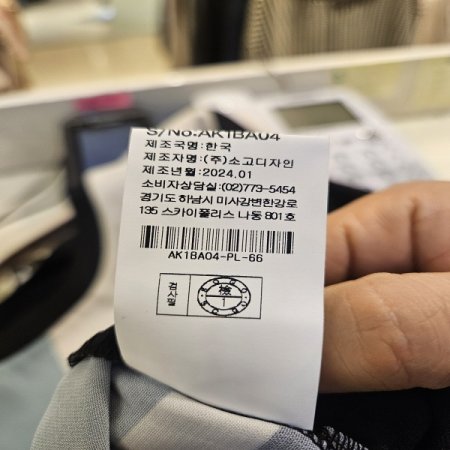 S/No:AK1BA04
제조국명:한국
제조자명:(주)소고디자인
제조년월:2024.01
소비자상담실:(02)773-5454
경기도 하남시 미사강변한강로
135 스카이폴리스 나동 801호
AK1BA04-PL-66
검사필
檢
1